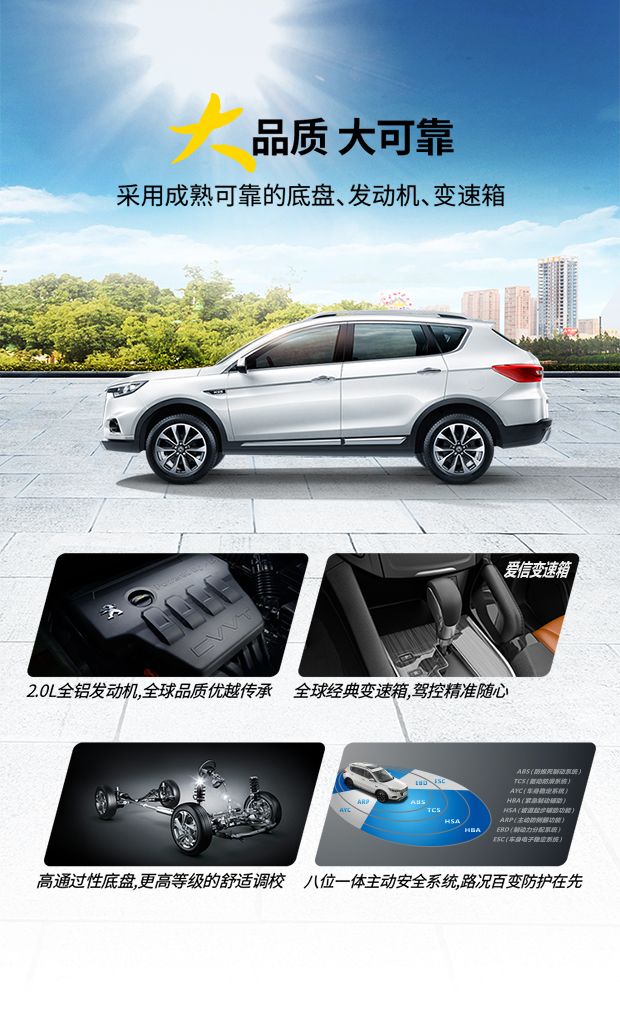 大品质 大可靠
采用成熟可靠的底盘、发动机、变速箱
CVVT
2.0L全铝发动机,全球品质优越传承
爱信变速箱
全球经典变速箱,驾控精准随心
高通过性底盘,更高等级的舒适调校
EBD
ESC
AYC
ARP
ABS
TCS
HSA
HBA
ABS(防抱死制动系统)
TCS(驱动防滑系统)
AYC(车身稳定系统)
HBA(紧急制动辅助)
HSA(坡道起步辅助功能)
ARP(主动防侧翻功能)
EBD(制动力分配系统)
ESC(车身电子稳定系统)
八位一体主动安全系统,路况百变防护在先